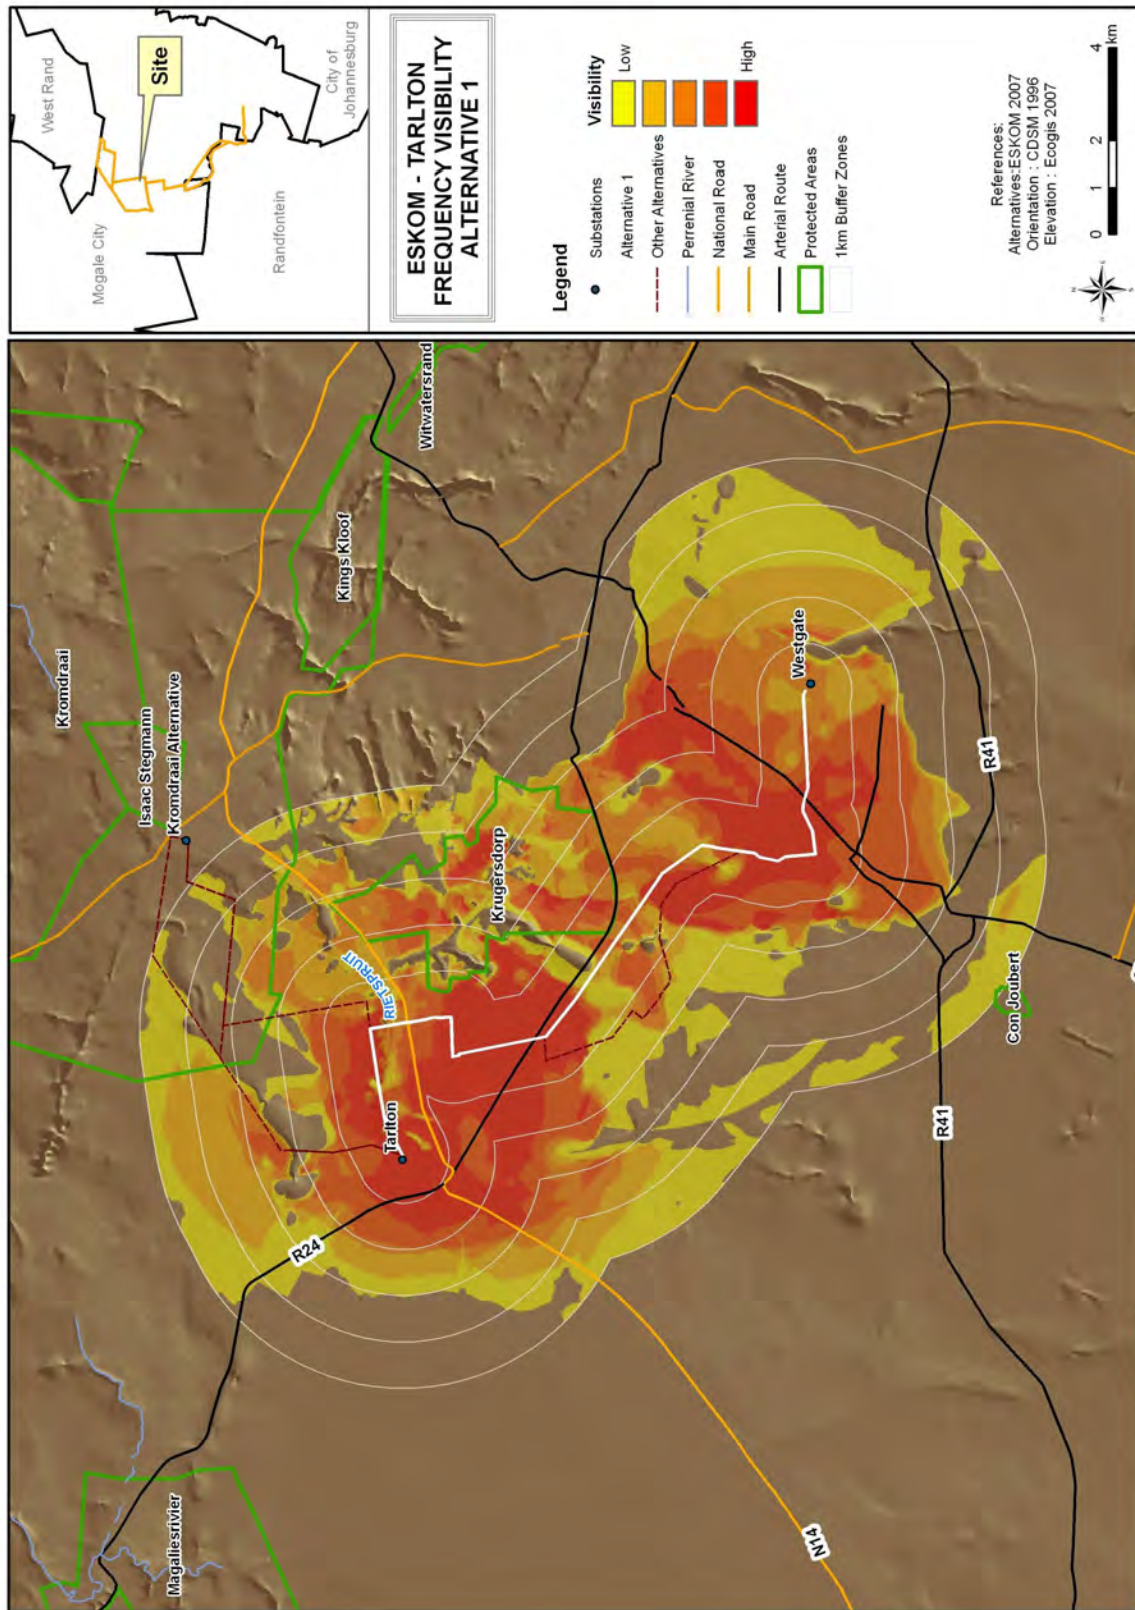 West Rand
Mogale City
Site
City of
Johannesburg
Randfontein
ESKOM - TARLTON
FREQUENCY VISIBILITY
ALTERNATIVE 1
Legend
Substations
Alternative 1
Other Alternatives
Perrenial River
National Road
Main Road
Arterial Route
Protected Areas
1km Buffer Zones
Visibility
Low
High
References:
Alternatives:ESKOM 2007
Orientation : CDSM 1996
Elevation : Ecogis 2007
0 1 2 4
km
Kromdraai
Isaac Stegmann
Kromdraai Alternative
Kings Kloof
Witwatersrand
Magaliesrivier
R24
Tarlton
RIETSPRUIT
Krugersdorp
Westgate
N14
R41
Con Joubert
R41